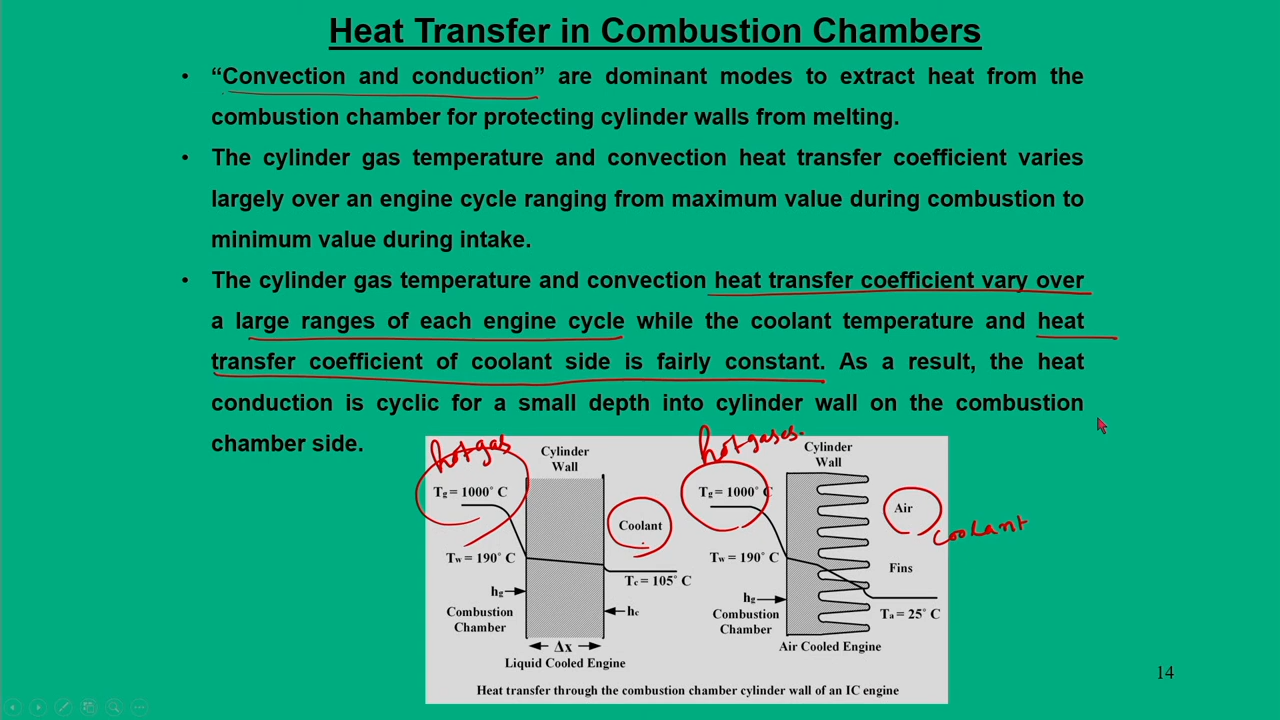 Heat Transfer in Combustion Chambers
• “Convection and conduction” are dominant modes to extract heat from the
combustion chamber for protecting cylinder walls from melting.
• The cylinder gas temperature and convection heat transfer coefficient varies
largely over an engine cycle ranging from maximum value during combustion to
minimum value during intake.
• The cylinder gas temperature and convection heat transfer coefficient vary over
a large ranges of each engine cycle while the coolant temperature and heat
transfer coefficient of coolant side is fairly constant. As a result, the heat
conduction is cyclic for a small depth into cylinder wall on the combustion
chamber side.
hot gas
Cylinder
Wall
Tg = 1000° C
Coolant
Tw = 190° C
Tc = 105° C
hg
hc
Combustion
Chamber
Δx
Liquid Cooled Engine
hot gases.
Cylinder
Wall
Tg = 1000° C
Air
coolant
Tw = 190° C
Fins
hg
Ta = 25° C
Combustion
Chamber
Air Cooled Engine
Heat transfer through the combustion chamber cylinder wall of an IC engine
14